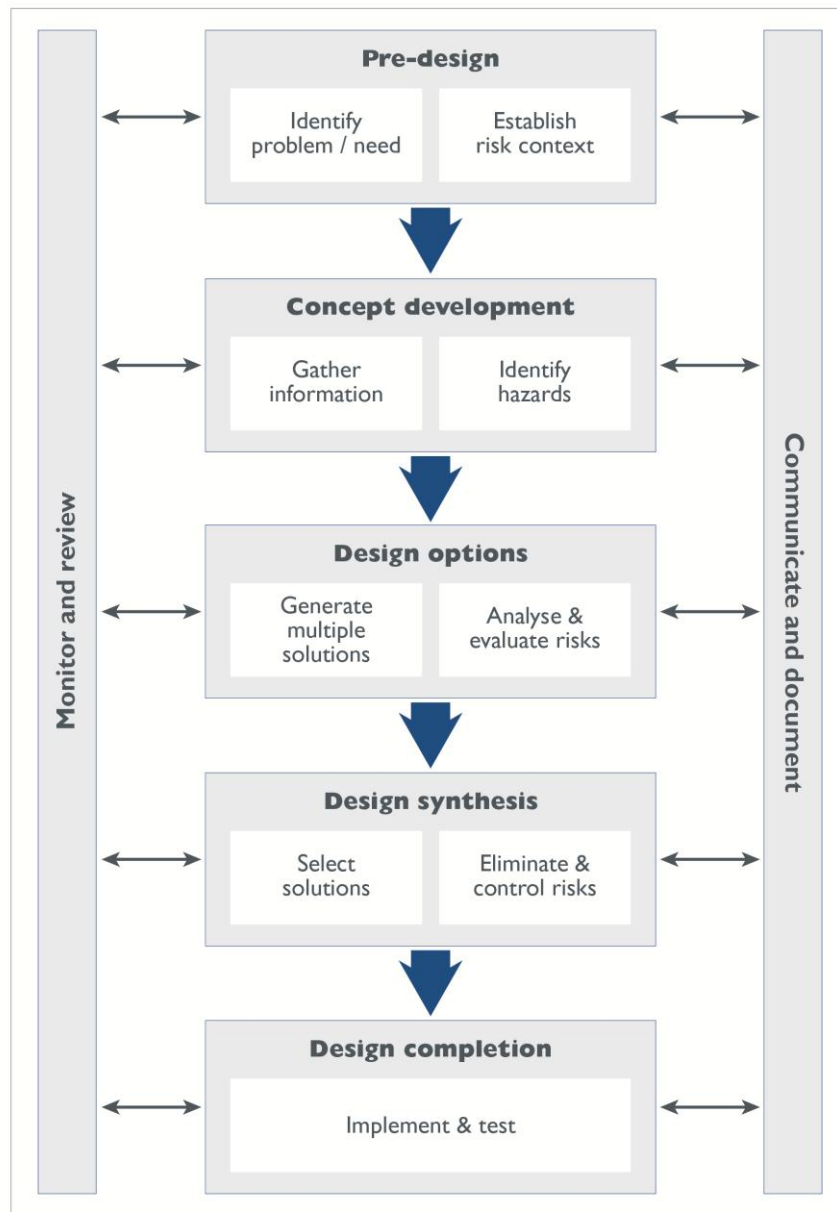 Pre-design
Identify
problem / need
Establish
risk context
Concept development
Gather
information
Identify
hazards
Design options
Generate
multiple
solutions
Analyse &
evaluate risks
Design synthesis
Select
solutions
Eliminate &
control risks
Design completion
Implement & test
Monitor and review
Communicate and document